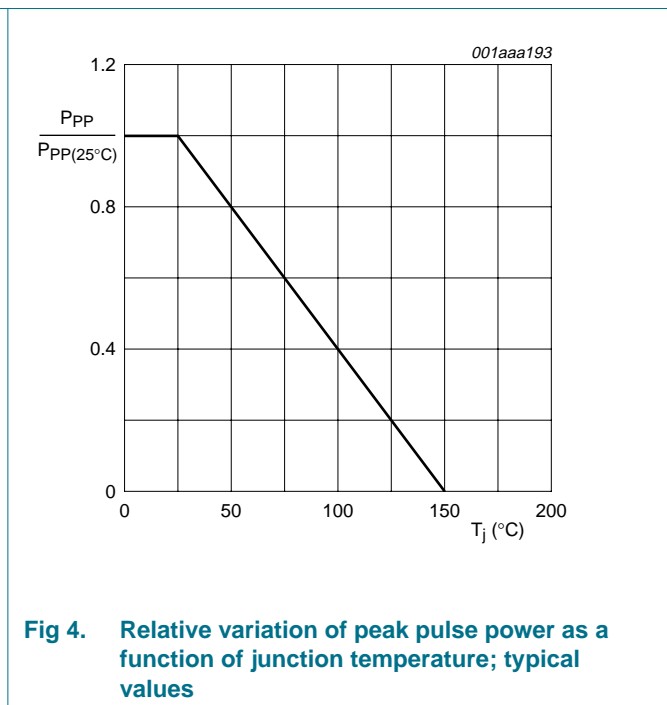 001aaa193
1.2
PPP
PPP(25°C)
0.8
0.4
0
0 50 100 150 200
Tj (°C)
Fig 4. Relative variation of peak pulse power as a
function of junction temperature; typical
values